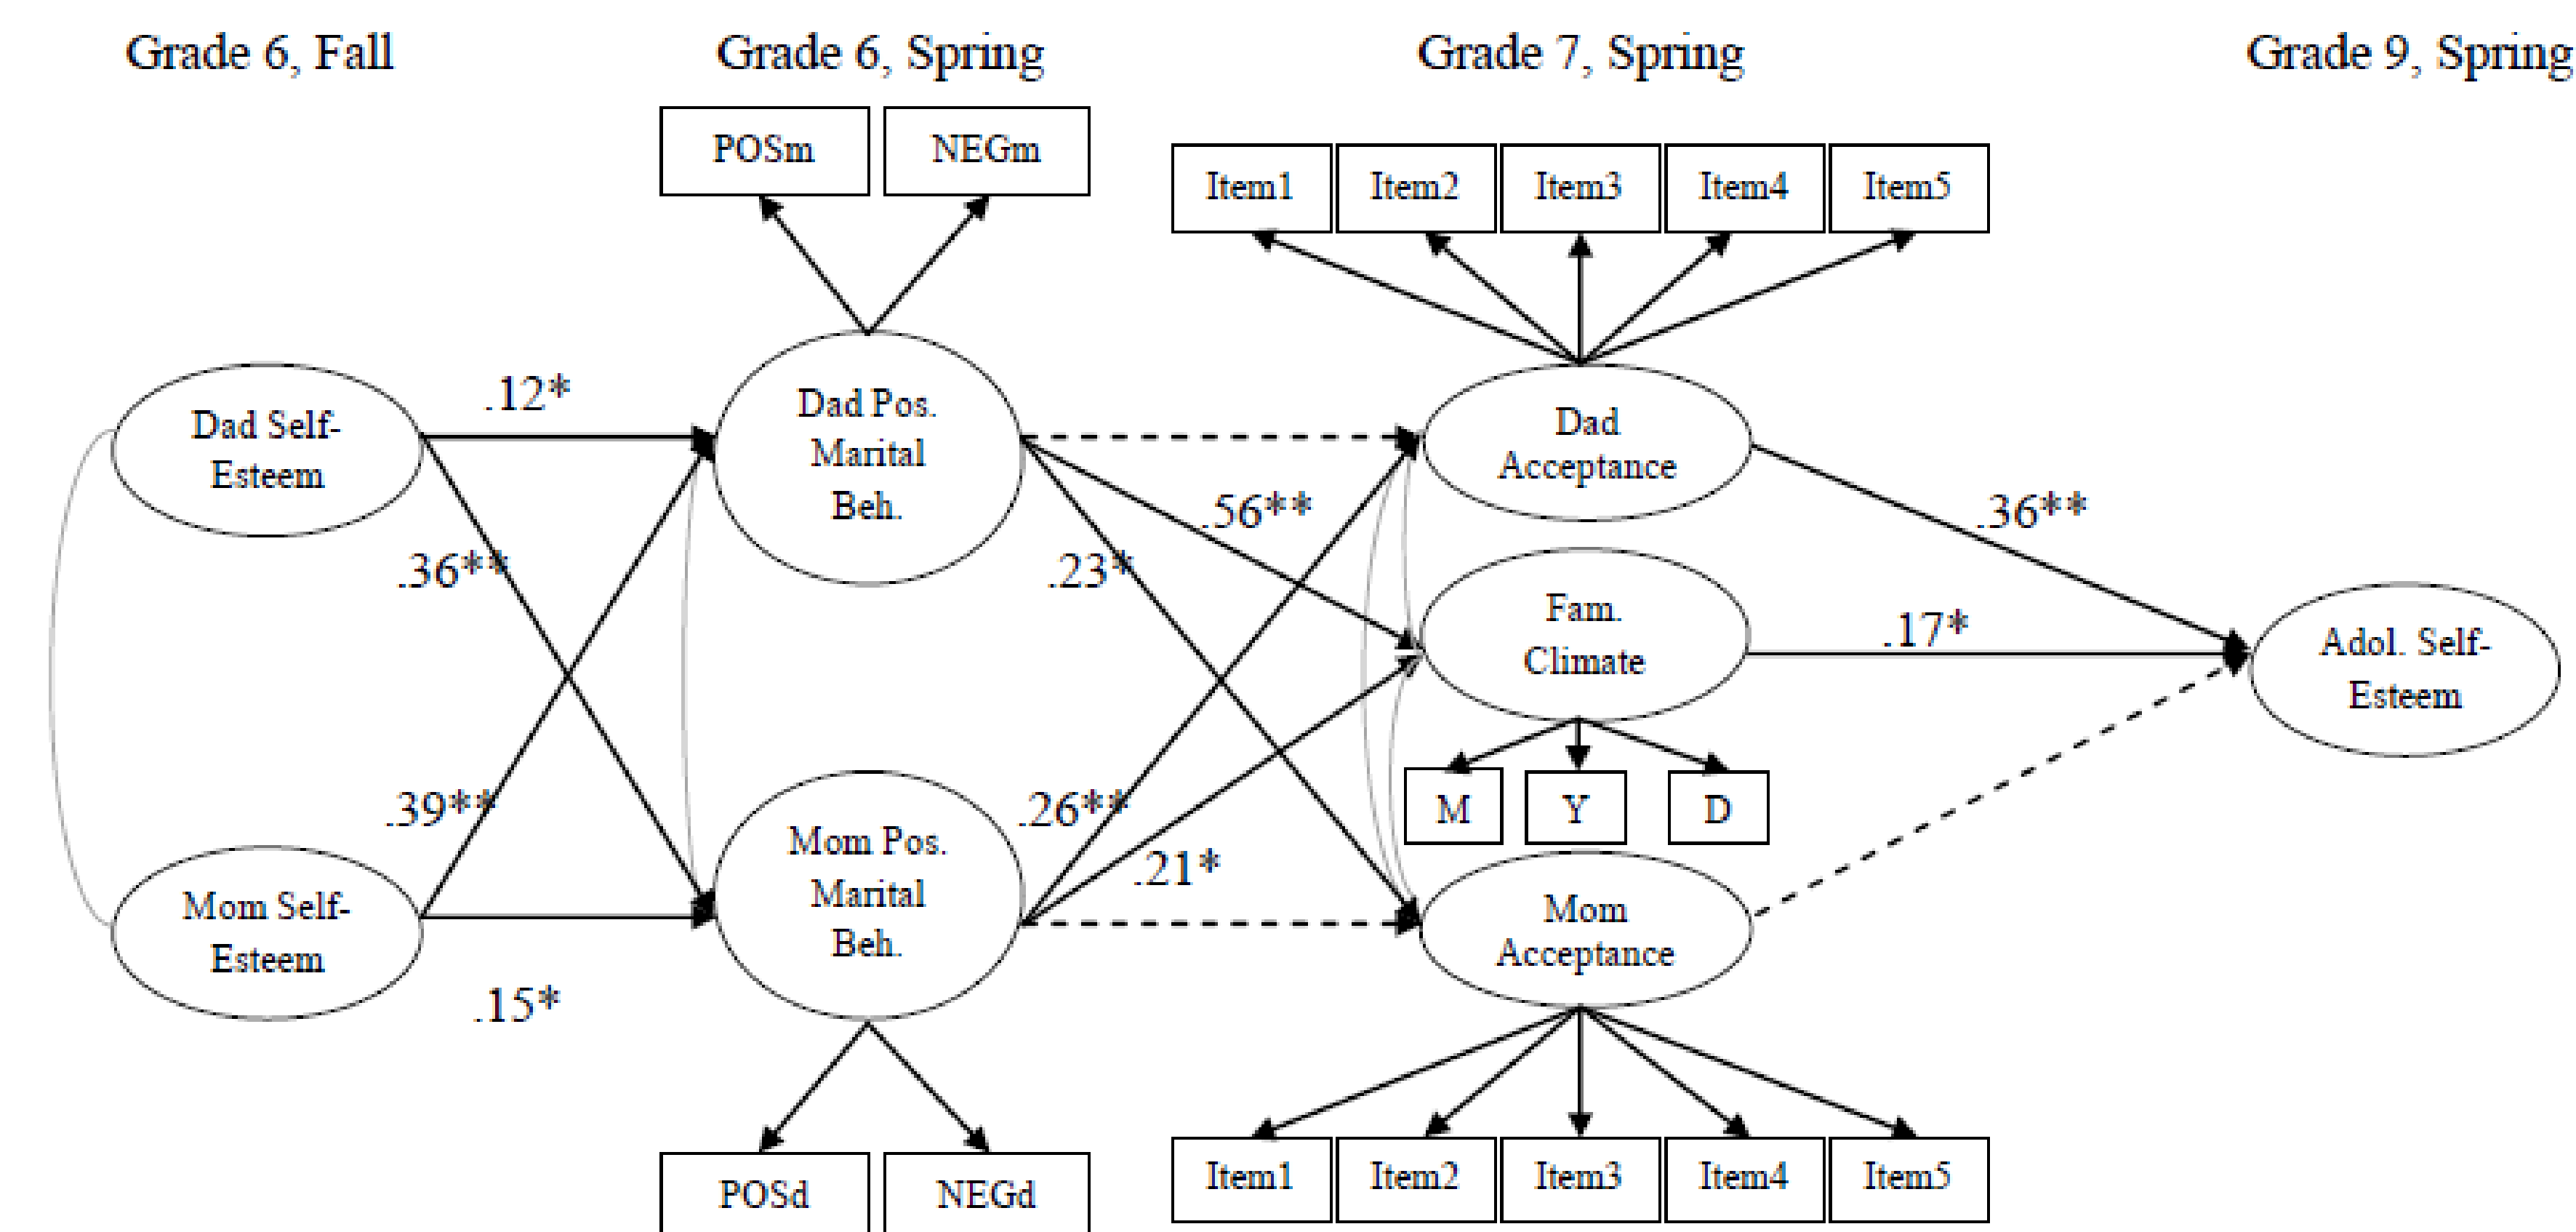 Grade 6, Fall
Grade 6, Spring
Grade 7, Spring
Grade 9, Spring
POSm
NEGm
Item1
Item2
Item3
Item4
Item5
Dad Self-
Esteem
.12*
Dad Pos.
Marital
Beh.
Dad
Acceptance
.56**
.36**
.36**
.23*
Fam.
Climate
.17*
Adol. Self-
Esteem
M
Y
D
.39**
.26**
.21*
Mom Self-
Esteem
Mom Pos.
Marital
Beh.
Mom
Acceptance
.15*
POSd
NEGd
Item1
Item2
Item3
Item4
Item5